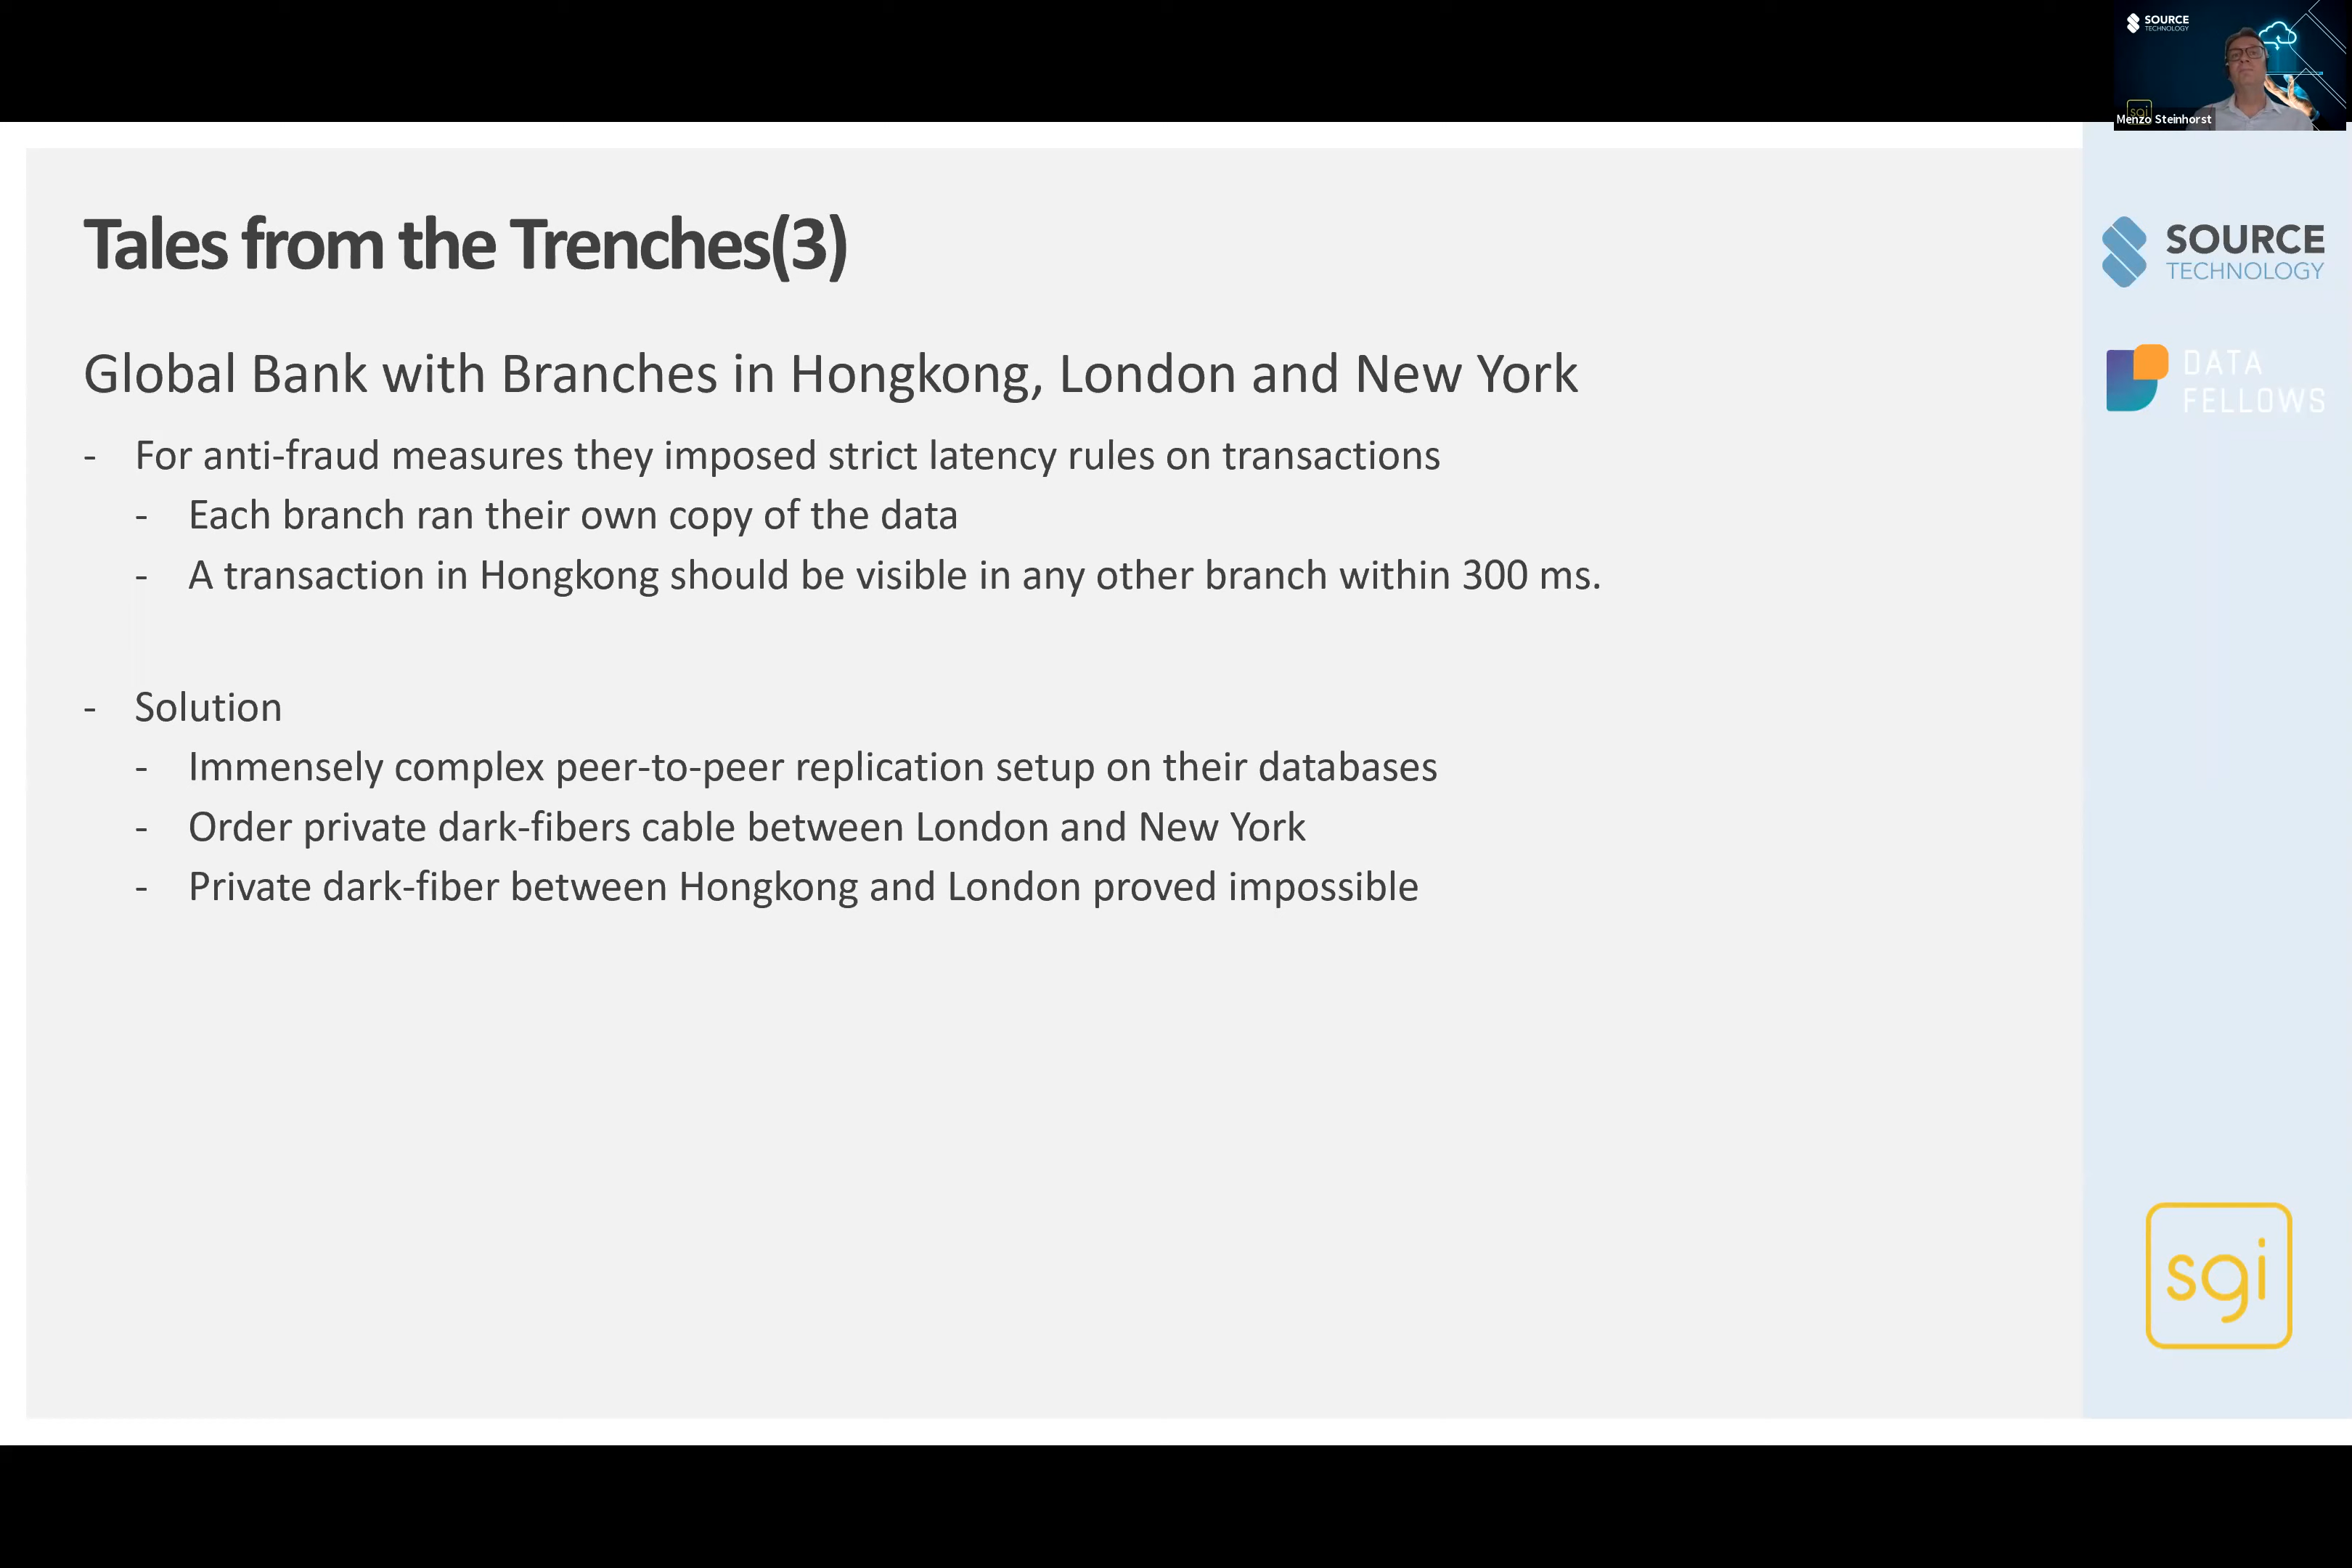 SOURCE
TECHNOLOGY
sgi
Menzo Steinhorst
Tales from the Trenches(3)
Global Bank with Branches in Hongkong, London and New York
- For anti-fraud measures they imposed strict latency rules on transactions
- Each branch ran their own copy of the data
- A transaction in Hongkong should be visible in any other branch within 300 ms.
- Solution
- Immensely complex peer-to-peer replication setup on their databases
- Order private dark-fibers cable between London and New York
- Private dark-fiber between Hongkong and London proved impossible
SOURCE
TECHNOLOGY
DATA
FELLOWS
sgi